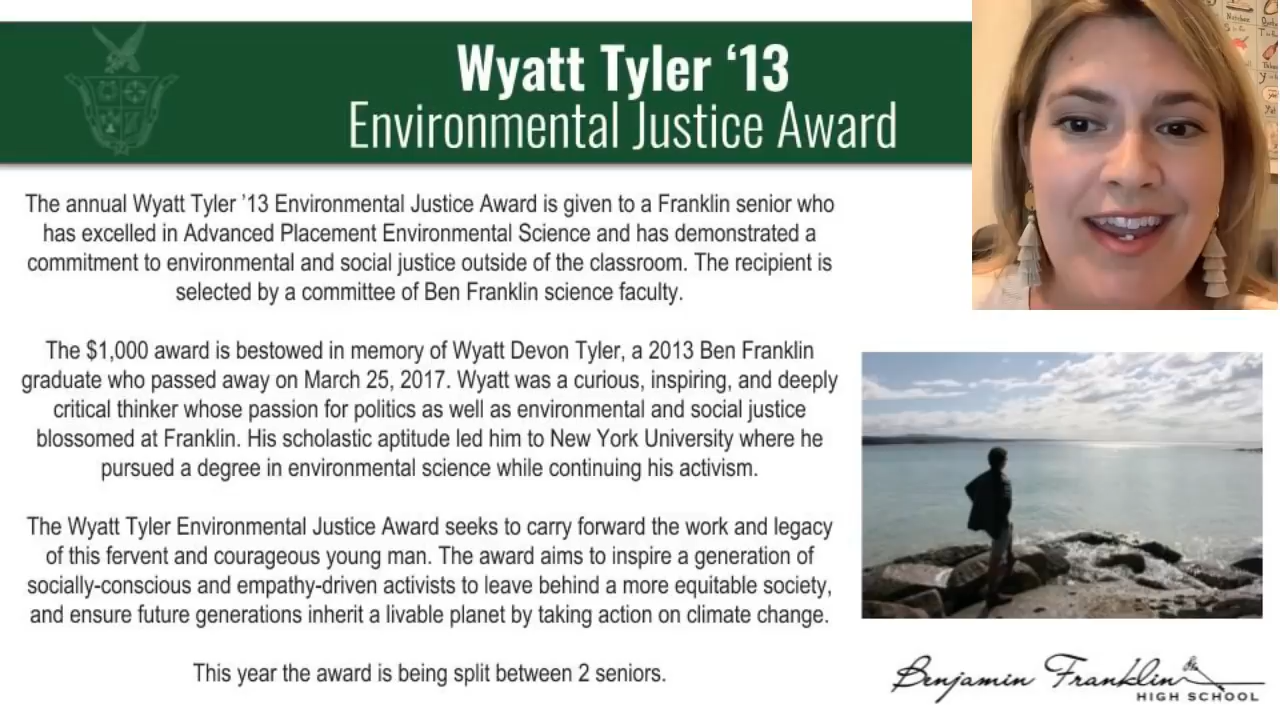 Wyatt Tyler ‘13
Environmental Justice Award
The annual Wyatt Tyler ’13 Environmental Justice Award is given to a Franklin senior who
has excelled in Advanced Placement Environmental Science and has demonstrated a
commitment to environmental and social justice outside of the classroom. The recipient is
selected by a committee of Ben Franklin science faculty.
The $1,000 award is bestowed in memory of Wyatt Devon Tyler, a 2013 Ben Franklin
graduate who passed away on March 25, 2017. Wyatt was a curious, inspiring, and deeply
critical thinker whose passion for politics as well as environmental and social justice
blossomed at Franklin. His scholastic aptitude led him to New York University where he
pursued a degree in environmental science while continuing his activism.
The Wyatt Tyler Environmental Justice Award seeks to carry forward the work and legacy
of this fervent and courageous young man. The award aims to inspire a generation of
socially-conscious and empathy-driven activists to leave behind a more equitable society,
and ensure future generations inherit a livable planet by taking action on climate change.
This year the award is being split between 2 seniors.
Benjamin Franklin
HIGH SCHOOL